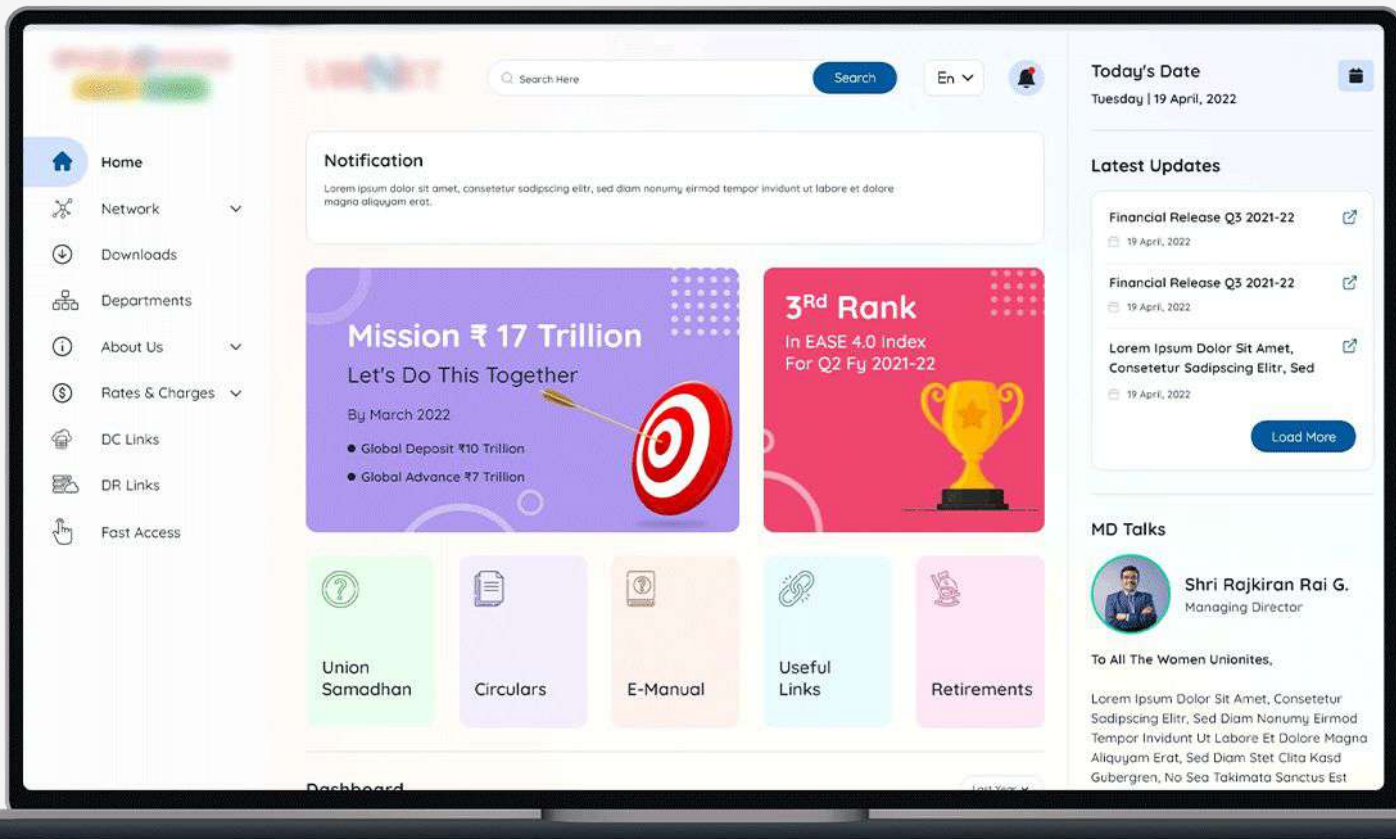 Search Here
Search
En
Home
Network
Downloads
Departments
About Us
Rates & Charges
DC Links
DR Links
Fast Access
Notification
Lorem ipsum dolor sit amet, consetetur sadipscing elitr, sed diam nonumy eirmod tempor invidunt ut labore et dolore
magna aliquyam erat.
Mission ₹ 17 Trillion
Let's Do This Together
By March 2022
Global Deposit ₹10 Trillion
Global Advance ₹7 Trillion
3Rd Rank
In EASE 4.0 Index
For Q2 Fy 2021-22
Union
Samadhan
Circulars
E-Manual
Useful
Links
Retirements
Dashboard
Last Year
Today's Date
Tuesday | 19 April, 2022
Latest Updates
Financial Release Q3 2021-22
19 April, 2022
Financial Release Q3 2021-22
19 April, 2022
Lorem Ipsum Dolor Sit Amet,
Consetetur Sadipscing Elitr, Sed
19 April, 2022
Load More
MD Talks
Shri Rajkiran Rai G.
Managing Director
To All The Women Unionites,
Lorem Ipsum Dolor Sit Amet, Consetetur
Sadipscing Elitr, Sed Diam Nonumy Eirmod
Tempor Invidunt Ut Labore Et Dolore Magna
Aliquyam Erat, Sed Diam Stet Clita Kasd
Gubergren, No Sea Takimata Sanctus Est